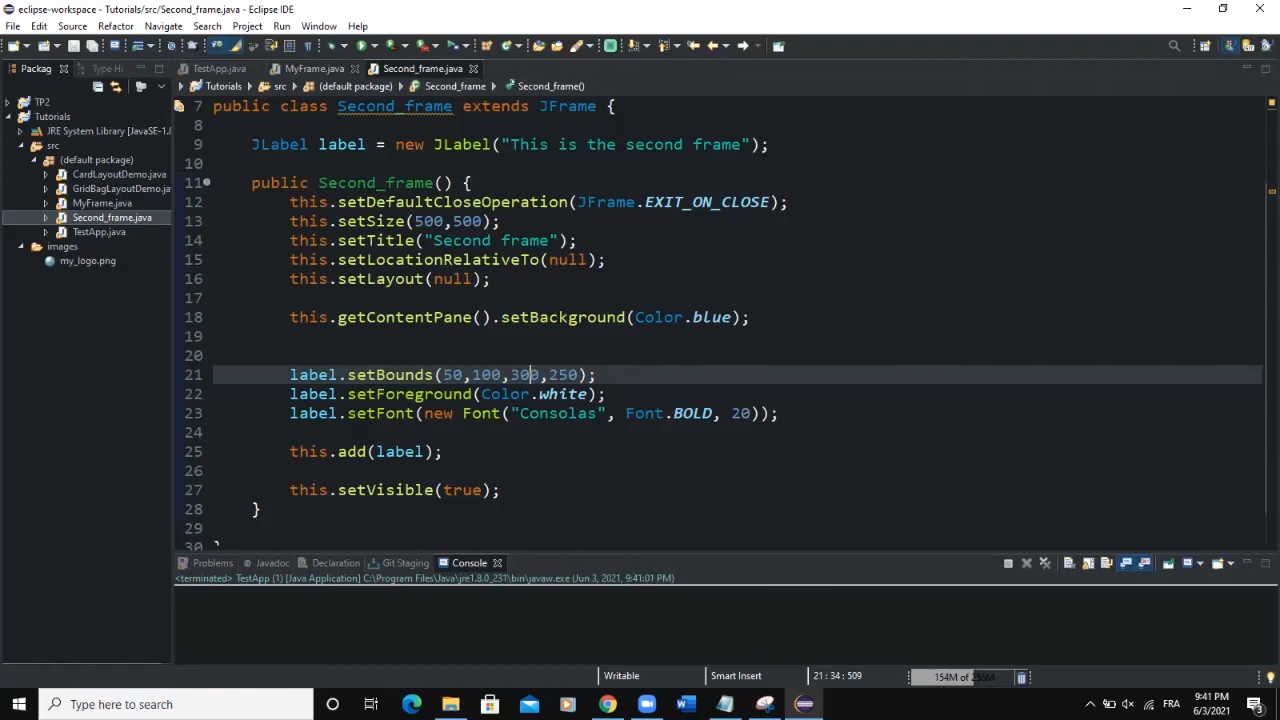 eclipse-workspace - Tutorials/src/Second_frame.java - Eclipse IDE
File Edit Source Refactor Navigate Search Project Run Window Help
Packag Type Hi TestApp.java MyFrame.java Second_frame.java
Tutorials src (default package) Second_frame Second_frame()
TP2
Tutorials
JRE System Library [JavaSE-1.
src
(default package)
CardLayoutDemo.java
GridBagLayoutDemo.java
MyFrame.java
Second_frame.java
TestApp.java
images
my_logo.png
7 public class Second_frame extends JFrame {
8
9 JLabel label = new JLabel("This is the second frame");
10
11 public Second_frame() {
12 this.setDefaultCloseOperation(JFrame.EXIT_ON_CLOSE);
13 this.setSize(500,500);
14 this.setTitle("Second frame");
15 this.setLocationRelativeTo(null);
16 this.setLayout(null);
17
18 this.getContentPane().setBackground(Color.blue);
19
20
21 label.setBounds(50,100,300,250);
22 label.setForeground(Color.white);
23 label.setFont(new Font("Consolas", Font.BOLD, 20));
24
25 this.add(label);
26
27 this.setVisible(true);
28 }
29
30 }
Problems Javadoc Declaration Git Staging Console
<terminated> TestApp (1) [Java Application] C:\Program Files\Java\jre1.8.0_231\bin\javaw.exe (Jun 3, 2021, 9:41:01 PM)
Writable Smart Insert 21 : 34 : 509 154M of 256M
Type here to search FRA 9:41 PM
6/3/2021
3